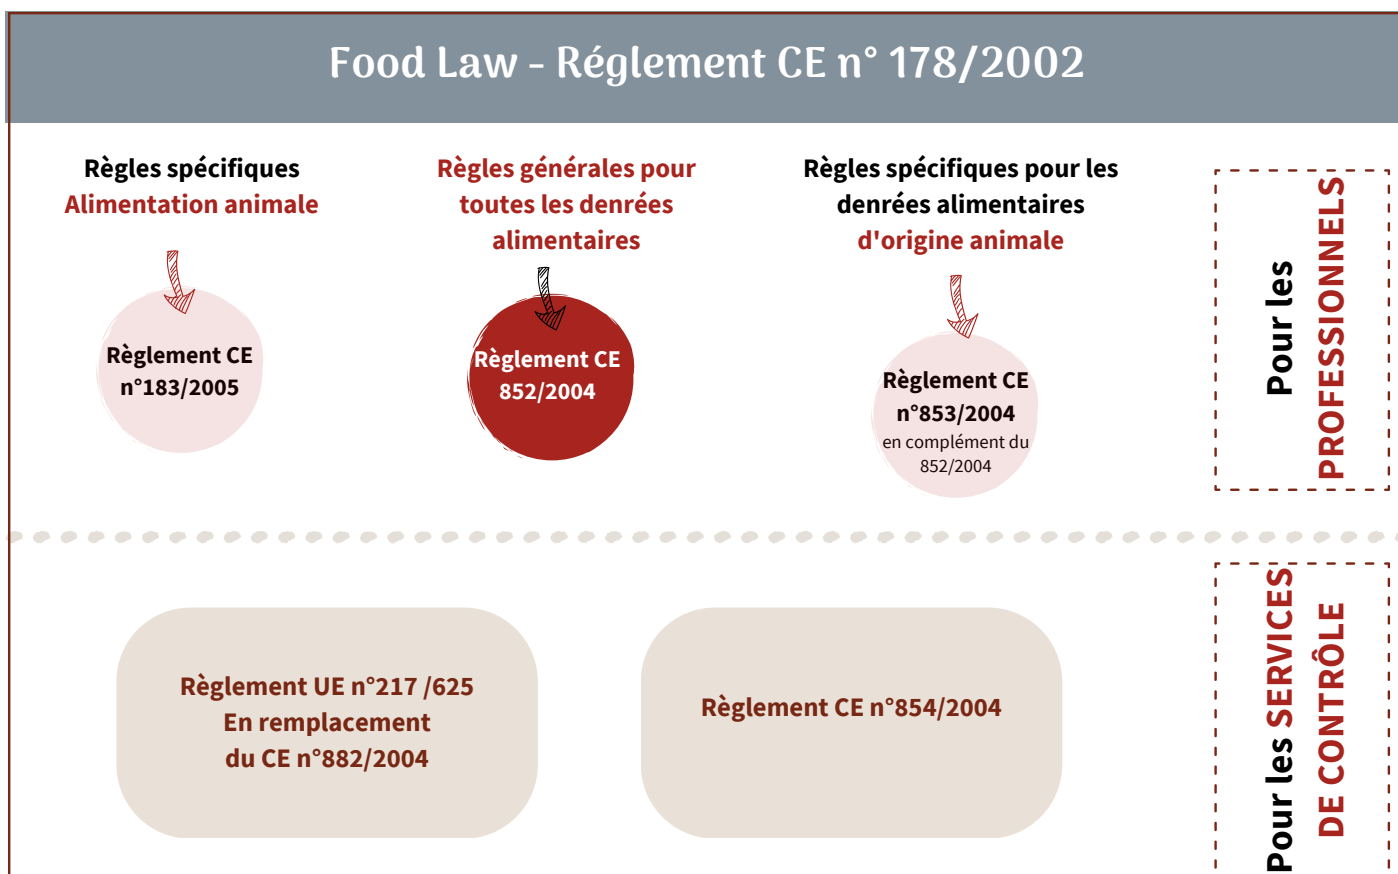 Food Law - Réglement CE n° 178/2002
Règles spécifiques
Alimentation animale
Règlement CE
n°183/2005
Règles générales pour
toutes les denrées
alimentaires
Règlement CE
852/2004
Règles spécifiques pour les
denrées alimentaires
d'origine animale
Règlement CE
n°853/2004
en complément du
852/2004
Pour les
PROFESSIONNELS
Règlement UE n°217 /625
En remplacement
du CE n°882/2004
Règlement CE n°854/2004
Pour les SERVICES
DE CONTRÔLE